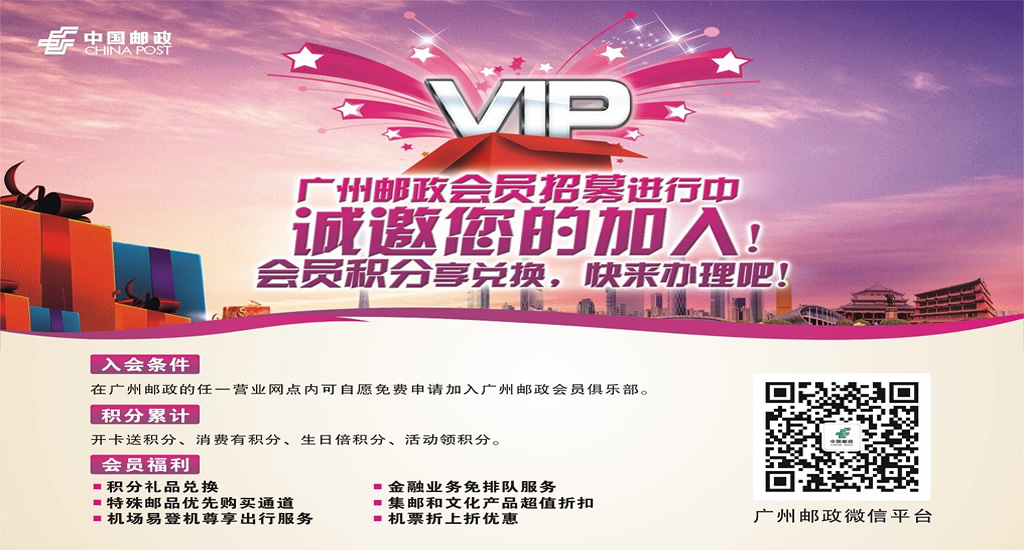 中国邮政
CHINA POST
VIP
广州邮政会员招募进行中
诚邀您的加入!
会员积分享兑换,快来办理吧!
入会条件
在广州邮政的任一营业网点内可自愿免费申请加入广州邮政会员俱乐部。
积分累计
开卡送积分、消费有积分、生日倍积分、活动领积分。
会员福利
积分礼品兑换
特殊邮品优先购买通道
机场易登机尊享出行服务
金融业务免排队服务
集邮和文化产品超值折扣
机票折上折优惠
中国邮政
广州邮政微信平台